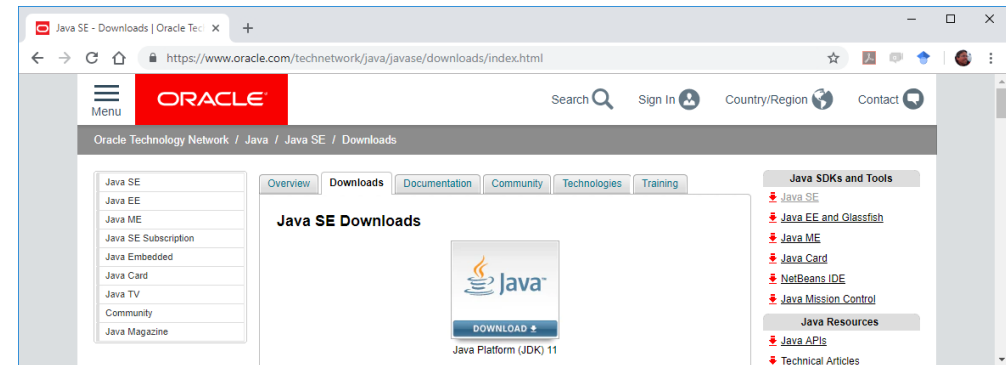 Java SE - Downloads | Oracle Tec
https://www.oracle.com/technetwork/java/javase/downloads/index.html
Menu
ORACLE
Search
Sign In
Country/Region
Contact
Oracle Technology Network / Java / Java SE / Downloads
Java SE
Java EE
Java ME
Java SE Subscription
Java Embedded
Java Card
Java TV
Community
Java Magazine
Overview Downloads Documentation Community Technologies Training
Java SE Downloads
Java™
DOWNLOAD
Java Platform (JDK) 11
Java SDKs and Tools
Java SE
Java EE and Glassfish
Java ME
Java Card
NetBeans IDE
Java Mission Control
Java Resources
Java APIs
Technical Articles